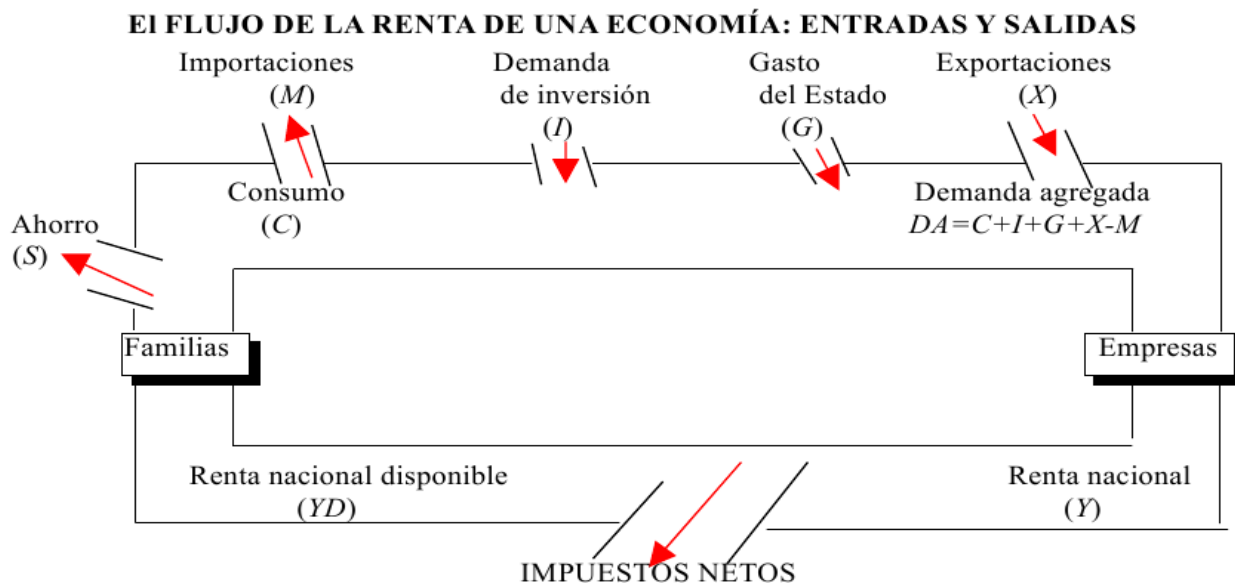 El FLUJO DE LA RENTA DE UNA ECONOMÍA: ENTRADAS Y SALIDAS
Importaciones
(M)
Demanda
de inversión
(I)
Gasto
del Estado
(G)
Exportaciones
(X)
Consumo
(C)
Demanda agregada
DA=C+I+G+X-M
Ahorro
(S)
Familias
Empresas
Renta nacional disponible
(YD)
Renta nacional
(Y)
IMPUESTOS NETOS